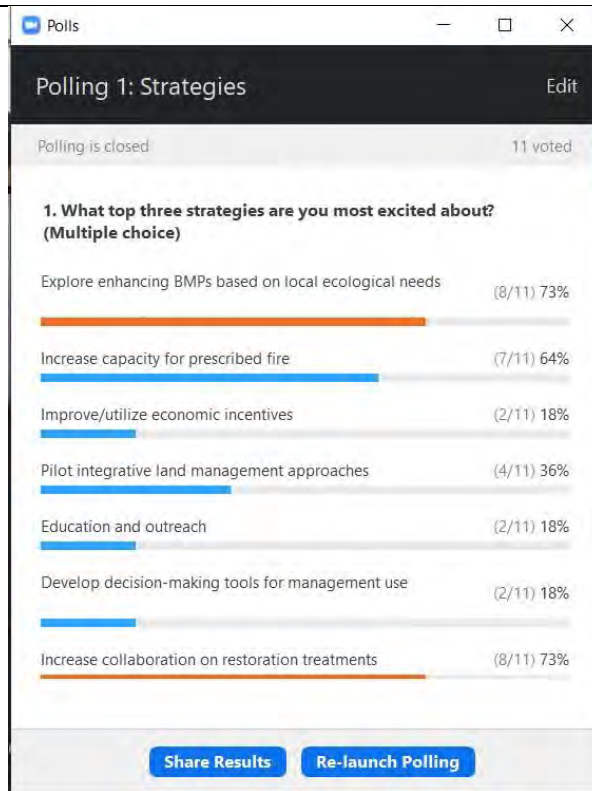 Polls
Polling 1: Strategies
Edit
Polling is closed
11 voted
1. What top three strategies are you most excited about?
(Multiple choice)
Explore enhancing BMPs based on local ecological needs
(8/11) 73%
Increase capacity for prescribed fire
(7/11) 64%
Improve/utilize economic incentives
(2/11) 18%
Pilot integrative land management approaches
(4/11) 36%
Education and outreach
(2/11) 18%
Develop decision-making tools for management use
(2/11) 18%
Increase collaboration on restoration treatments
(8/11) 73%
Share Results
Re-launch Polling